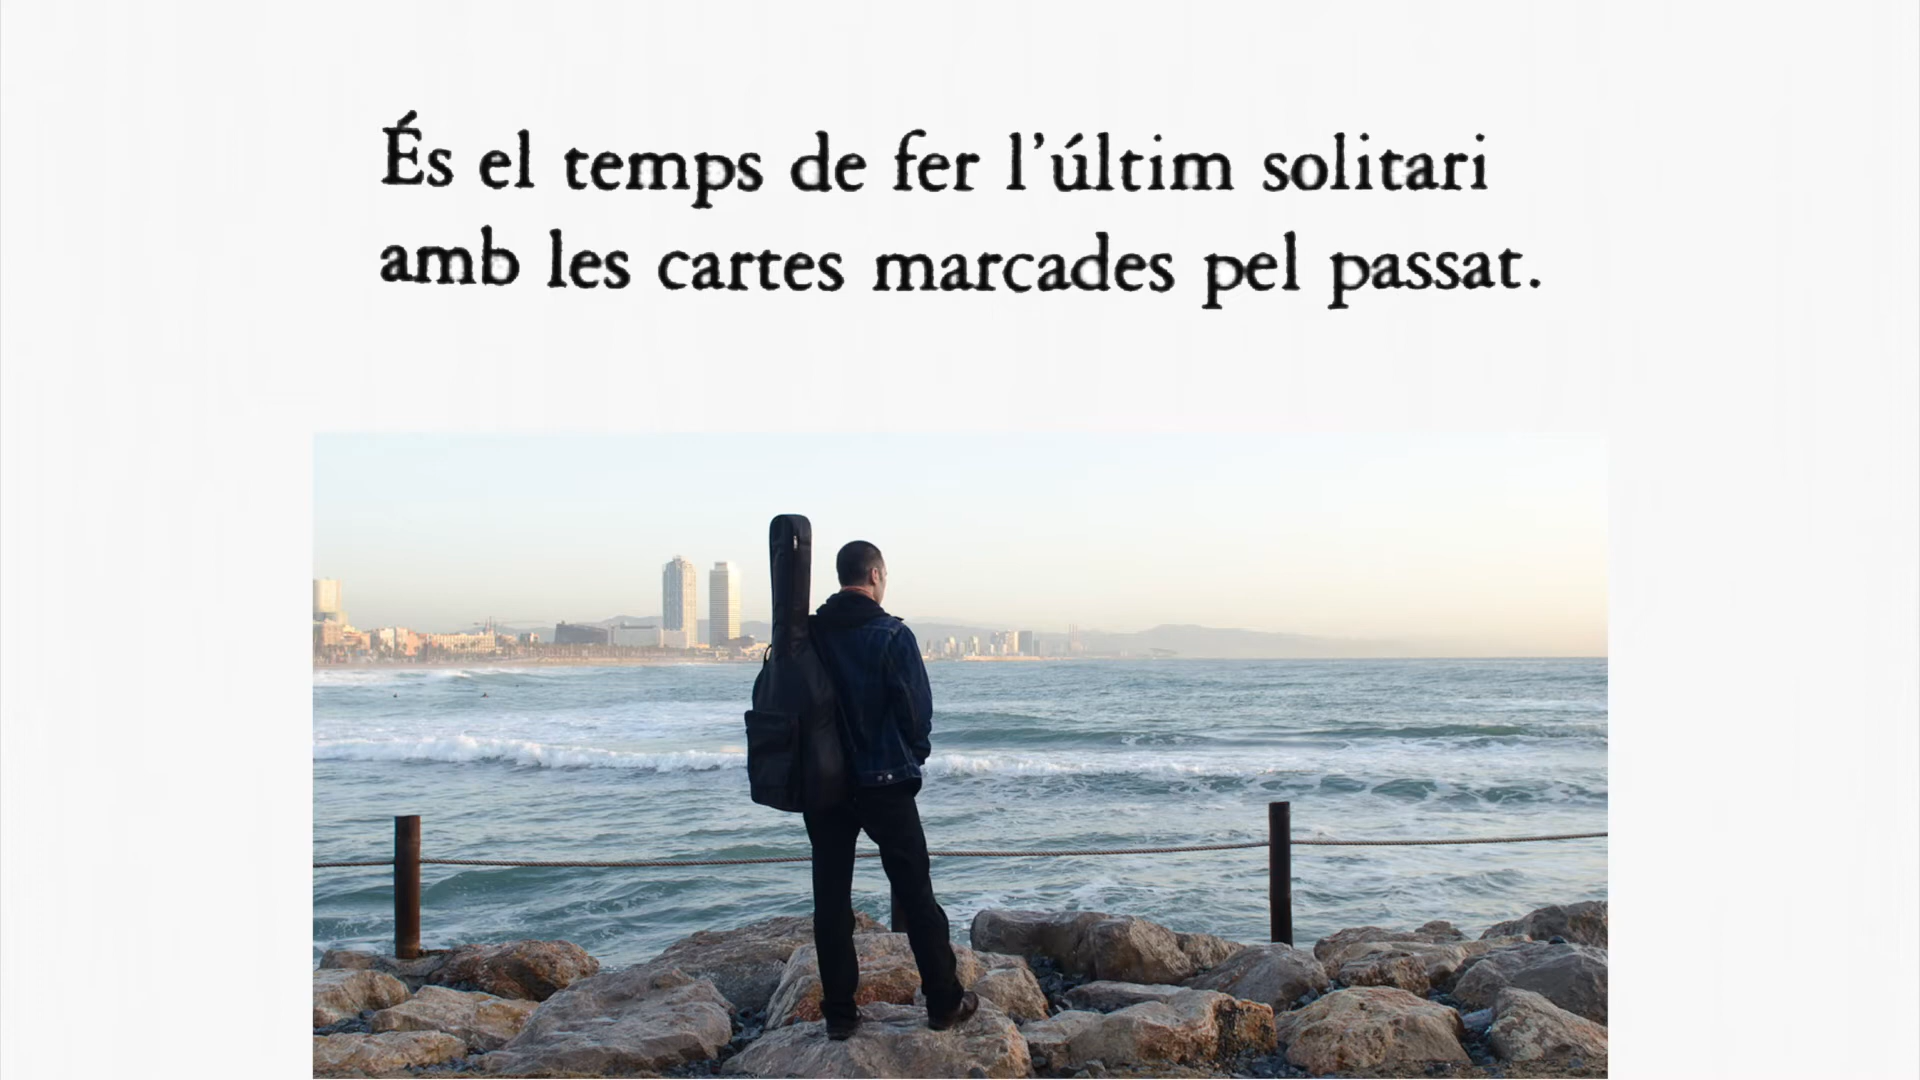 És el temps de fer l’últim solitari
amb les cartes marcades pel passat.